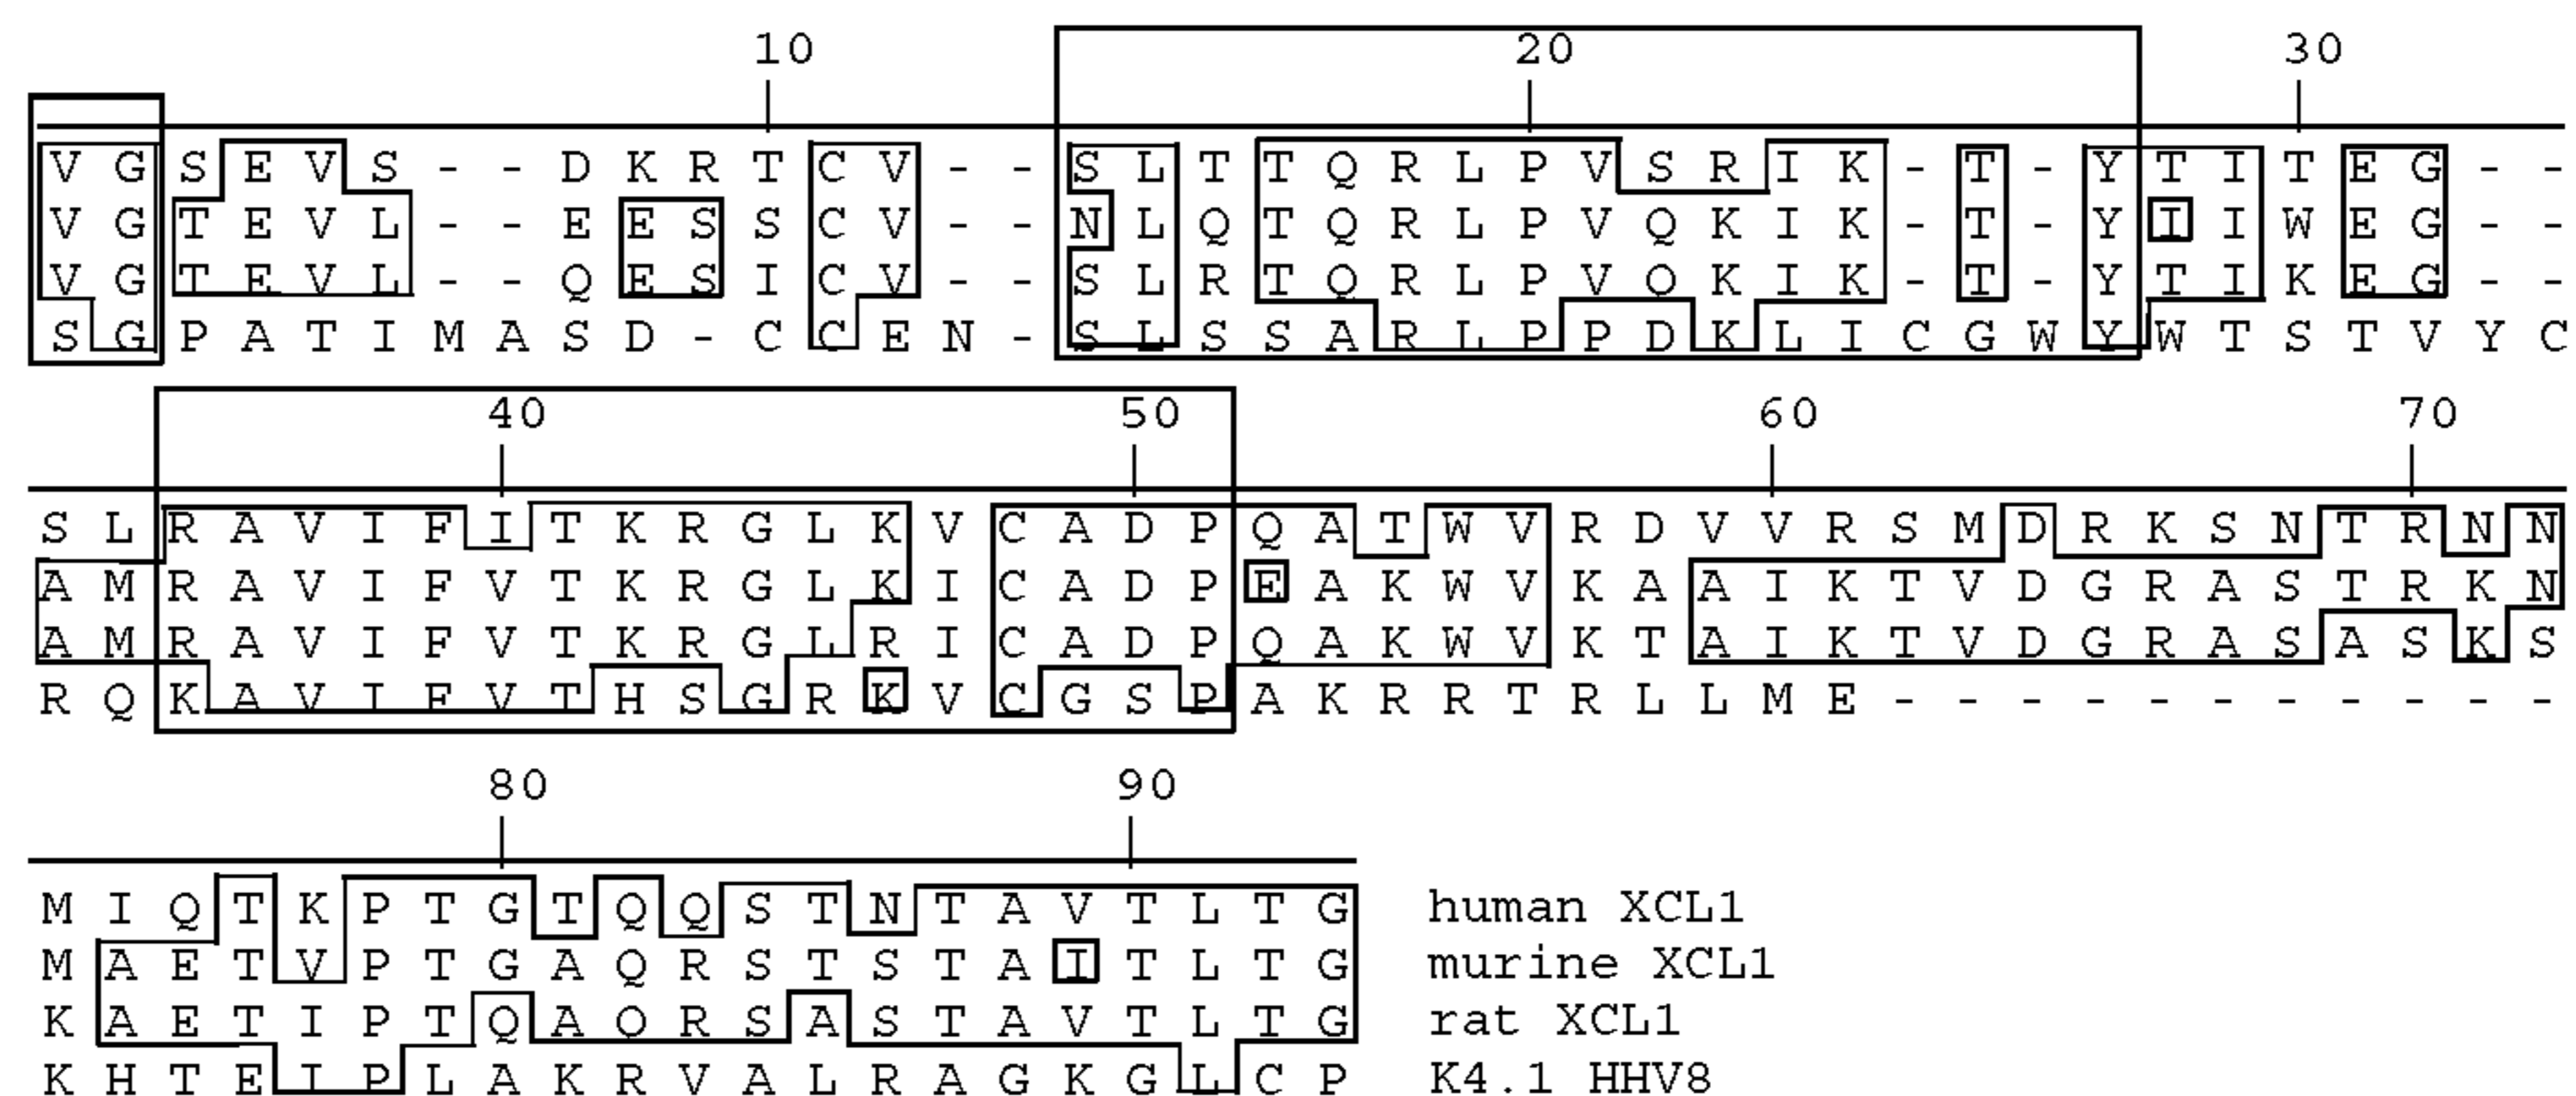 10 20 30
V G S E V S - - D K R T C V - - S L T T Q R L P V S R I K - T - Y T I T E G - -
V G T E V L - - E E S S C V - - N L Q T Q R L P V Q K I K - T - Y I I W E G - -
V G T E V L - - Q E S I C V - - S L R T Q R L P V Q K I K - T - Y T I K E G - -
S G P A T I M A S D - C C E N - S L S S A R L P P D K L I C G W Y W T S T V Y C
40 50 60 70
S L R A V I F I T K R G L K V C A D P Q A T W V R D V V R S M D R K S N T R N N
A M R A V I F V T K R G L K I C A D P E A K W V K A A I K T V D G R A S T R K N
A M R A V I F V T K R G L R I C A D P Q A K W V K T A I K T V D G R A S A S K S
R Q K A V I F V T H S G R K V C G S P A K R R T R L L M E - - - - - - - - - - -
80 90
M I Q T K P T G T Q Q S T N T A V T L T G human XCL1
M A E T V P T G A Q R S T S T A I T L T G murine XCL1
K A E T I P T Q A Q R S A S T A V T L T G rat XCL1
K H T E I P L A K R V A L R A G K G L C P K4.1 HHV8